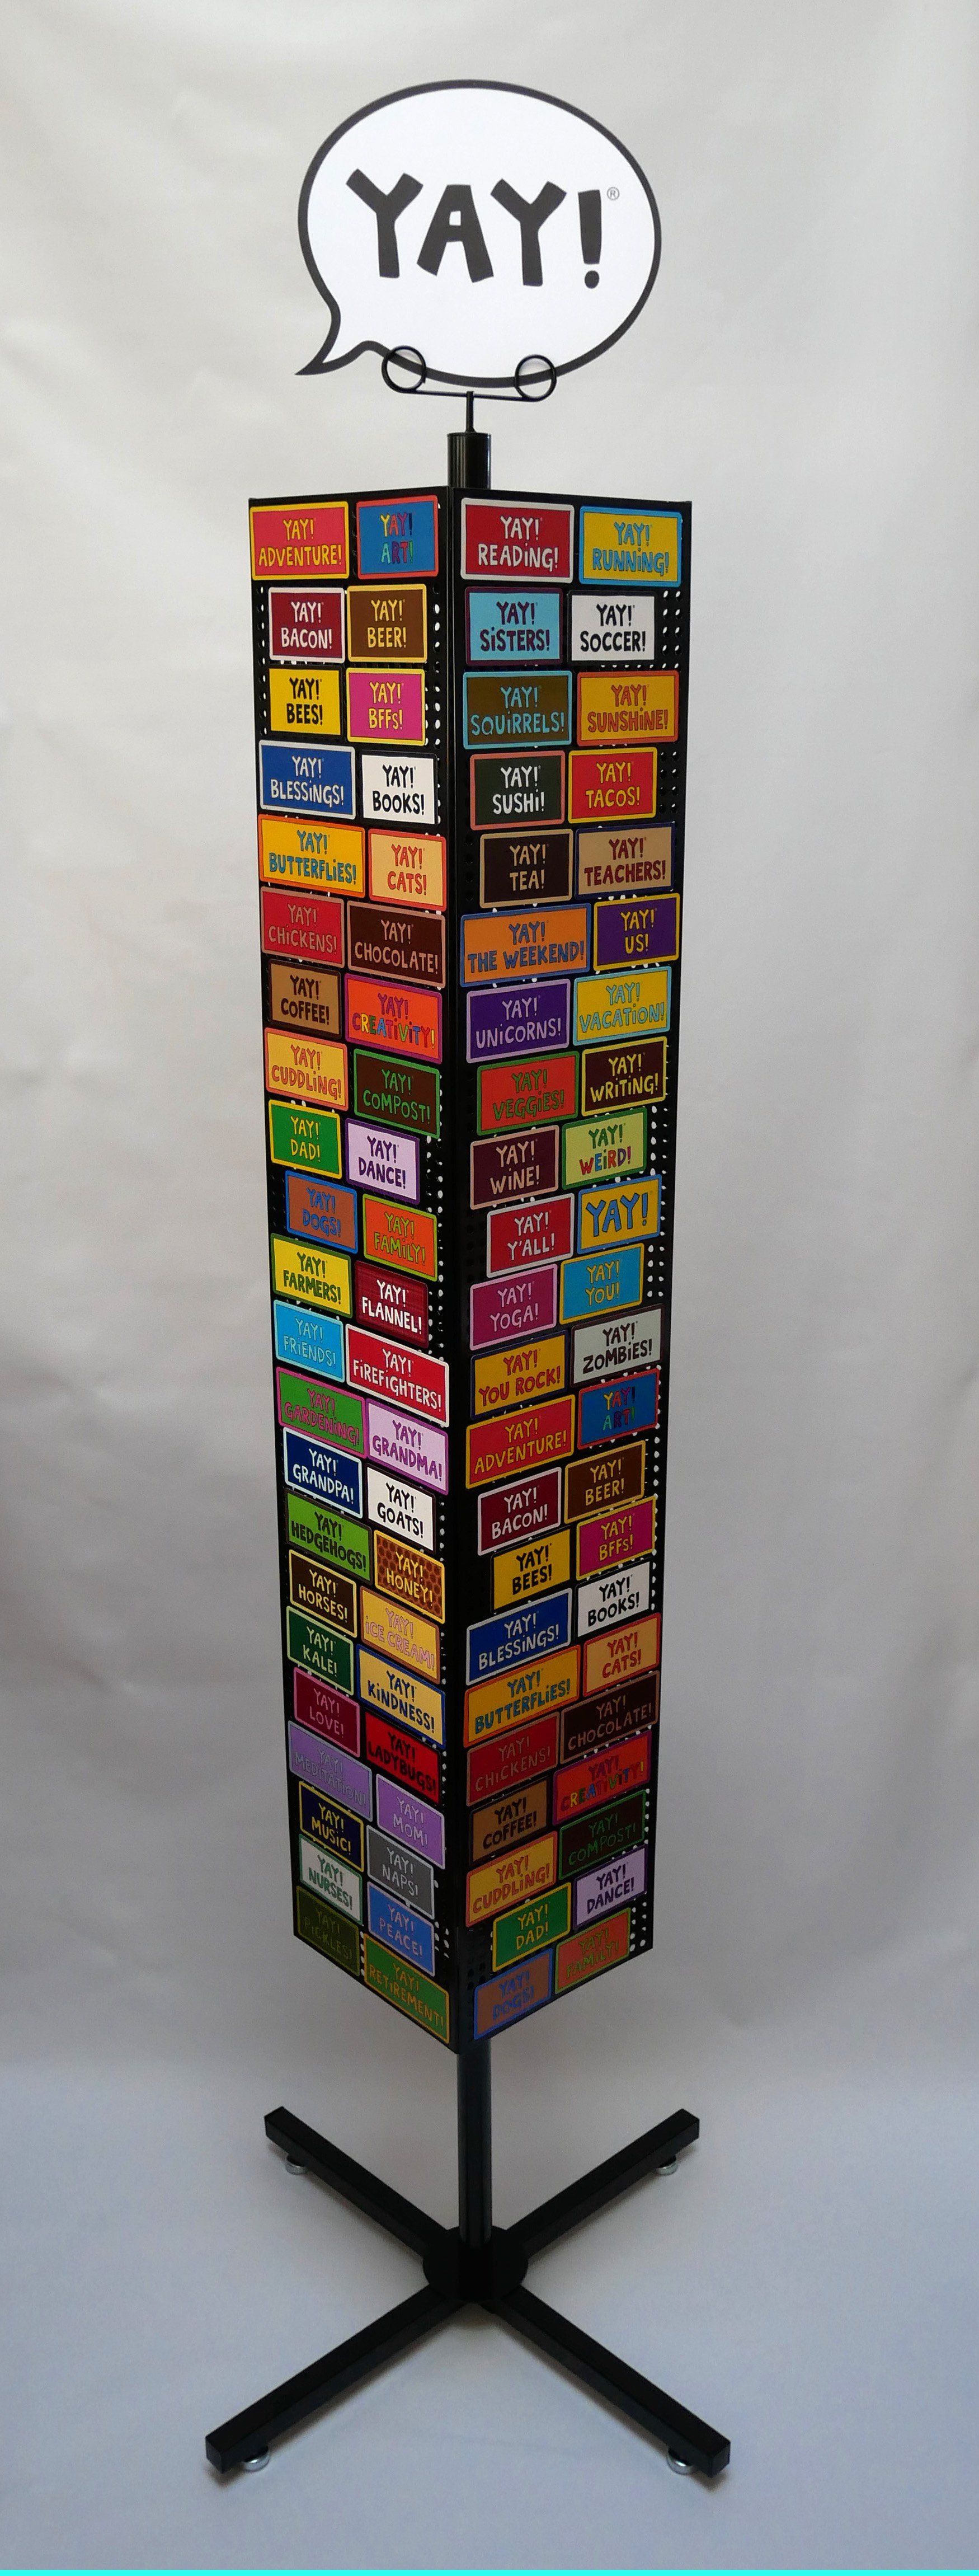 YAY!®
YAY!
ADVENTURE!
YAY!
ART!
YAY!
BACON!
YAY!
BEER!
YAY!
BEES!
YAY!
BFFs!
YAY!
BLESSiNGS!
YAY!
BOOKS!
YAY!
BUTTERFLiES!
YAY!
CATS!
YAY!
CHiCKENS!
YAY!
CHOCOLATE!
YAY!
COFFEE!
YAY!
CREATiViTY!
YAY!
CUDDLiNG!
YAY!
COMPOST!
YAY!
DAD!
YAY!
DANCE!
YAY!
DOGS!
YAY!
FAMiLY!
YAY!
FARMERS!
YAY!
FLANNEL!
YAY!
FRiENDS!
YAY!
FiREFiGHTERS!
YAY!
GARDENiNG!
YAY!
GRANDMA!
YAY!
GRANDPA!
YAY!
GOATS!
YAY!
HEDGEHOGS!
YAY!
HONEY!
YAY!
HORSES!
YAY!
iCE CREAM!
YAY!
KALE!
YAY!
KiNDNESS!
YAY!
LOVE!
YAY!
LADYBUGS!
YAY!
MEDiTATiON!
YAY!
MOM!
YAY!
MUSiC!
YAY!
NAPS!
YAY!
NURSES!
YAY!
PEACE!
YAY!
PiCKLES!
YAY!
RETiREMENT!
YAY!
READiNG!
YAY!
RUNNiNG!
YAY!
SiSTERS!
YAY!
SOCCER!
YAY!
SQUiRRELS!
YAY!
SUNSHiNE!
YAY!
SUSHi!
YAY!
TACOS!
YAY!
TEA!
YAY!
TEACHERS!
YAY!
THE WEEKEND!
YAY!
US!
YAY!
UNiCORNS!
YAY!
VACATiON!
YAY!
VEGGiES!
YAY!
WRiTiNG!
YAY!
WiNE!
YAY!
WEiRD!
YAY!
Y'ALL!
YAY!
YAY!
YOGA!
YAY!
YOU!
YAY!
YOU ROCK!
YAY!
ZOMBiES!
YAY!
ADVENTURE!
YAY!
ART!
YAY!
BACON!
YAY!
BEER!
YAY!
BEES!
YAY!
BFFs!
YAY!
BLESSiNGS!
YAY!
BOOKS!
YAY!
BUTTERFLiES!
YAY!
CATS!
YAY!
CHiCKENS!
YAY!
CHOCOLATE!
YAY!
COFFEE!
YAY!
CREATiViTY!
YAY!
CUDDLiNG!
YAY!
COMPOST!
YAY!
DAD!
YAY!
DANCE!
YAY!
DOGS!
YAY!
FAMiLY!